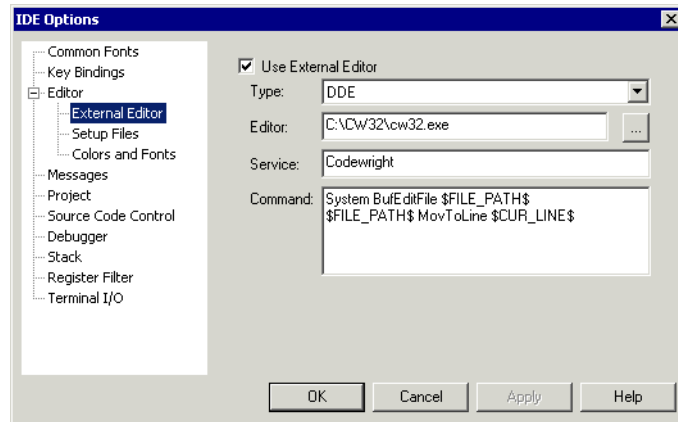 IDE Options
Common Fonts
Key Bindings
Editor
External Editor
Setup Files
Colors and Fonts
Messages
Project
Source Code Control
Debugger
Stack
Register Filter
Terminal I/O
Use External Editor
Type: DDE
Editor: C:\CW32\cw32.exe ...
Service: Codewright
Command: System BufEditFile $FILE_PATH$
$FILE_PATH$ MovToLine $CUR_LINE$
OK Cancel Apply Help